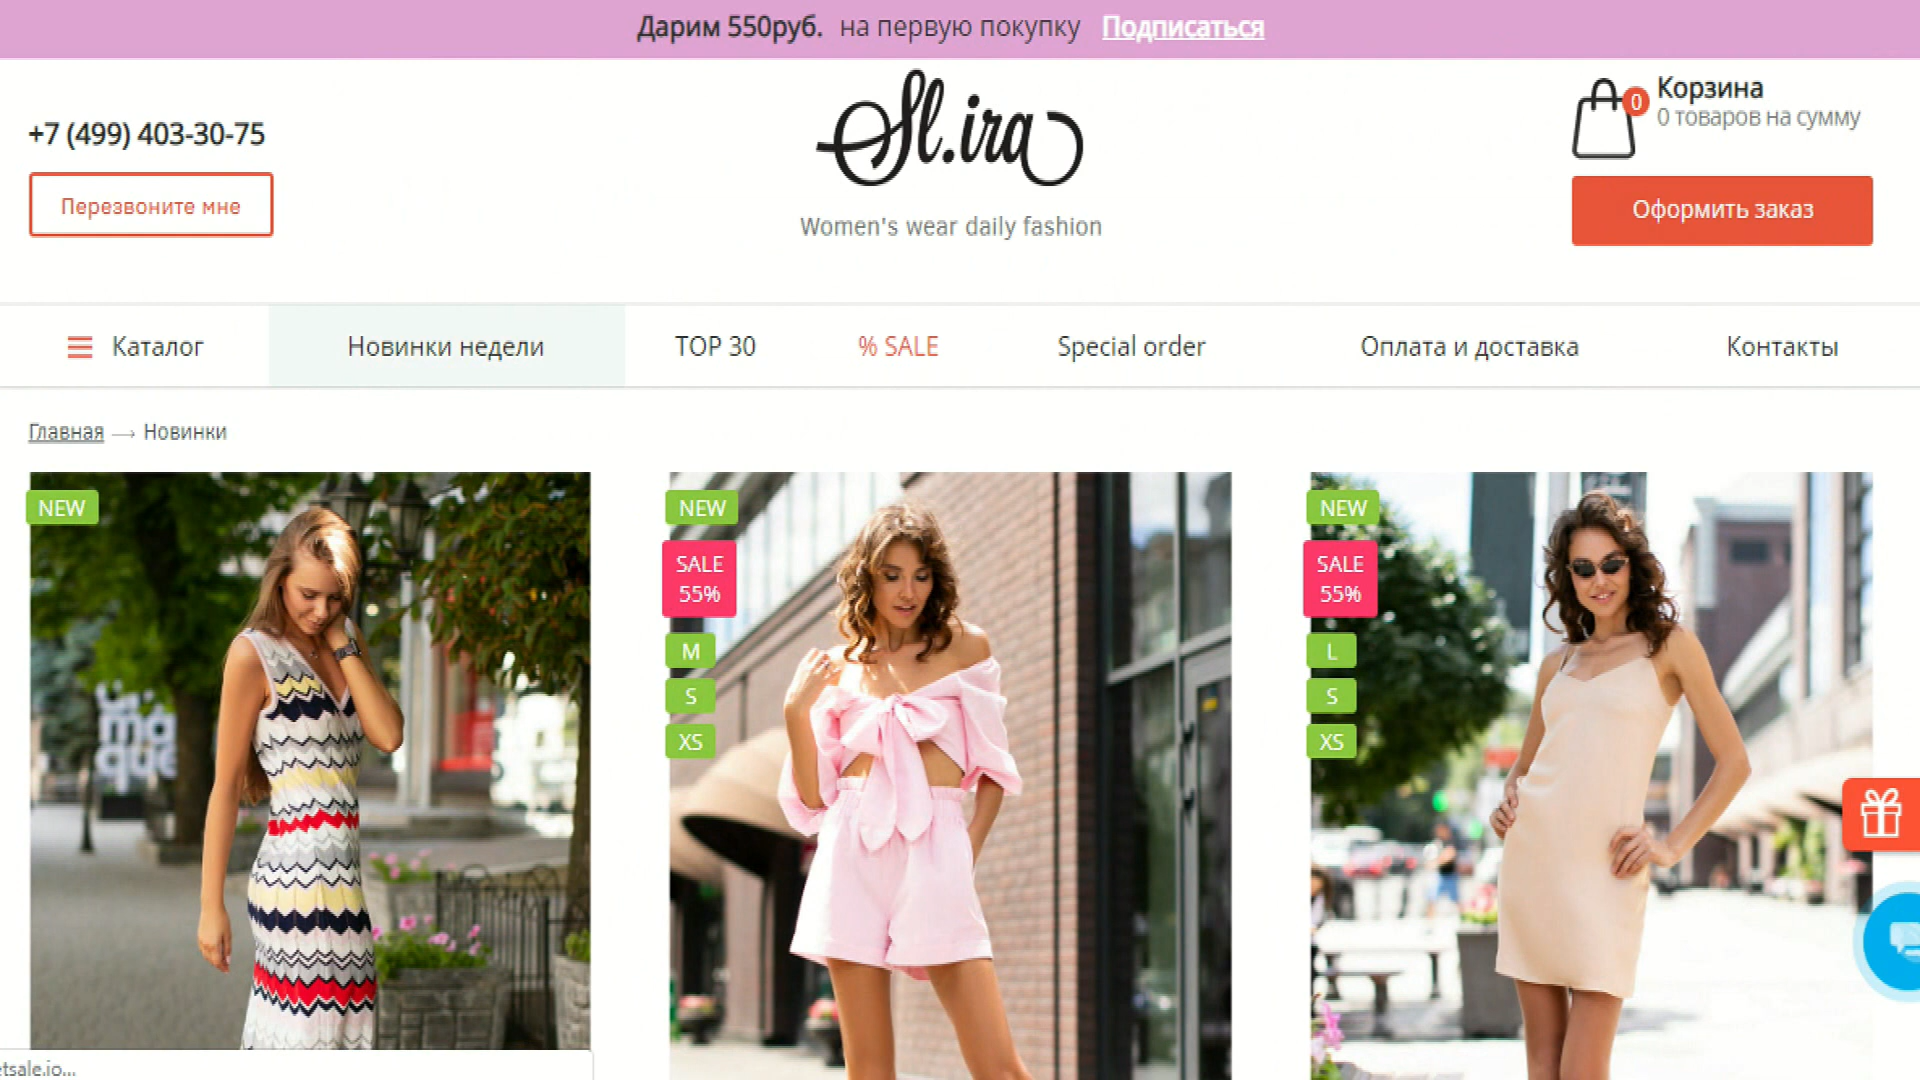 Дарим 550руб. на первую покупку Подписаться
+7 (499) 403-30-75
Перезвоните мне
Sl.ira
Women's wear daily fashion
0
Корзина
0 товаров на сумму
Оформить заказ
Каталог
Новинки недели
TOP 30
% SALE
Special order
Оплата и доставка
Контакты
Главная → Новинки
NEW
NEW
SALE
55%
M
S
XS
NEW
SALE
55%
L
S
XS
etsale.io...